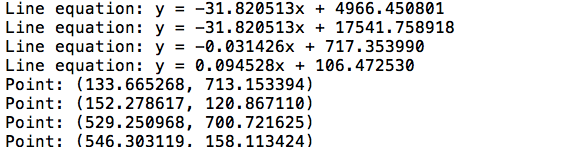 Line equation: y = -31.820513x + 4966.450801
Line equation: y = -31.820513x + 17541.758918
Line equation: y = -0.031426x + 717.353990
Line equation: y = 0.094528x + 106.472530
Point: (133.665268, 713.153394)
Point: (152.278617, 120.867110)
Point: (529.250968, 700.721625)
Point: (546.303119, 158.113424)